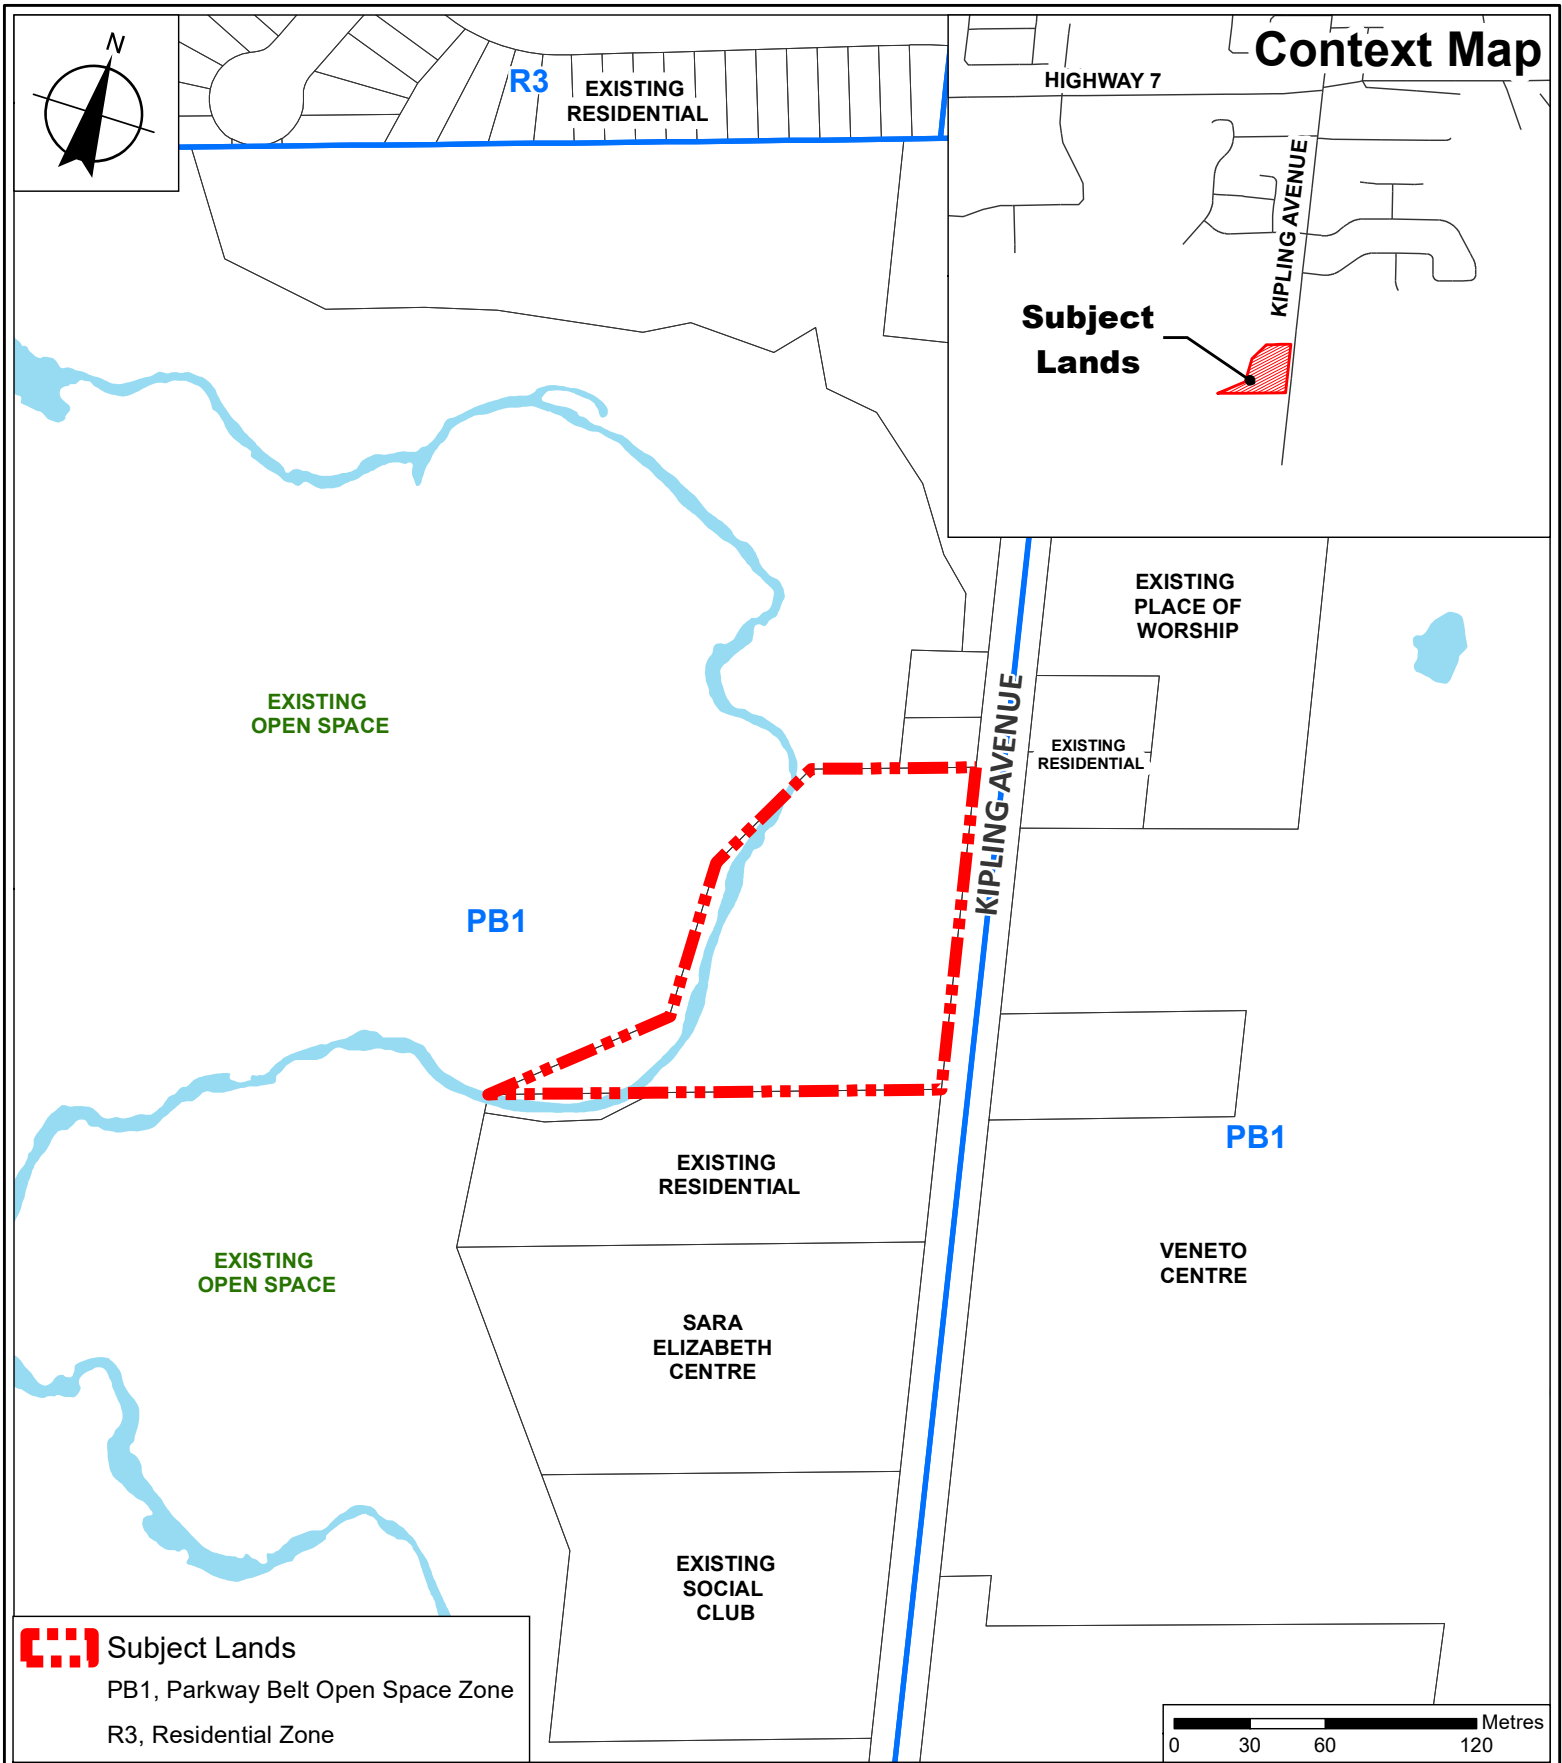 N
R3
EXISTING
RESIDENTIAL
Context Map
HIGHWAY 7
KIPLING AVENUE
Subject
Lands
EXISTING
PLACE OF
WORSHIP
EXISTING
OPEN SPACE
KIPLING AVENUE
EXISTING
RESIDENTIAL
PB1
PB1
EXISTING
RESIDENTIAL
EXISTING
OPEN SPACE
VENETO
CENTRE
SARA
ELIZABETH
CENTRE
EXISTING
SOCIAL
CLUB
Subject Lands
PB1, Parkway Belt Open Space Zone
R3, Residential Zone
Metres
0 30 60 120